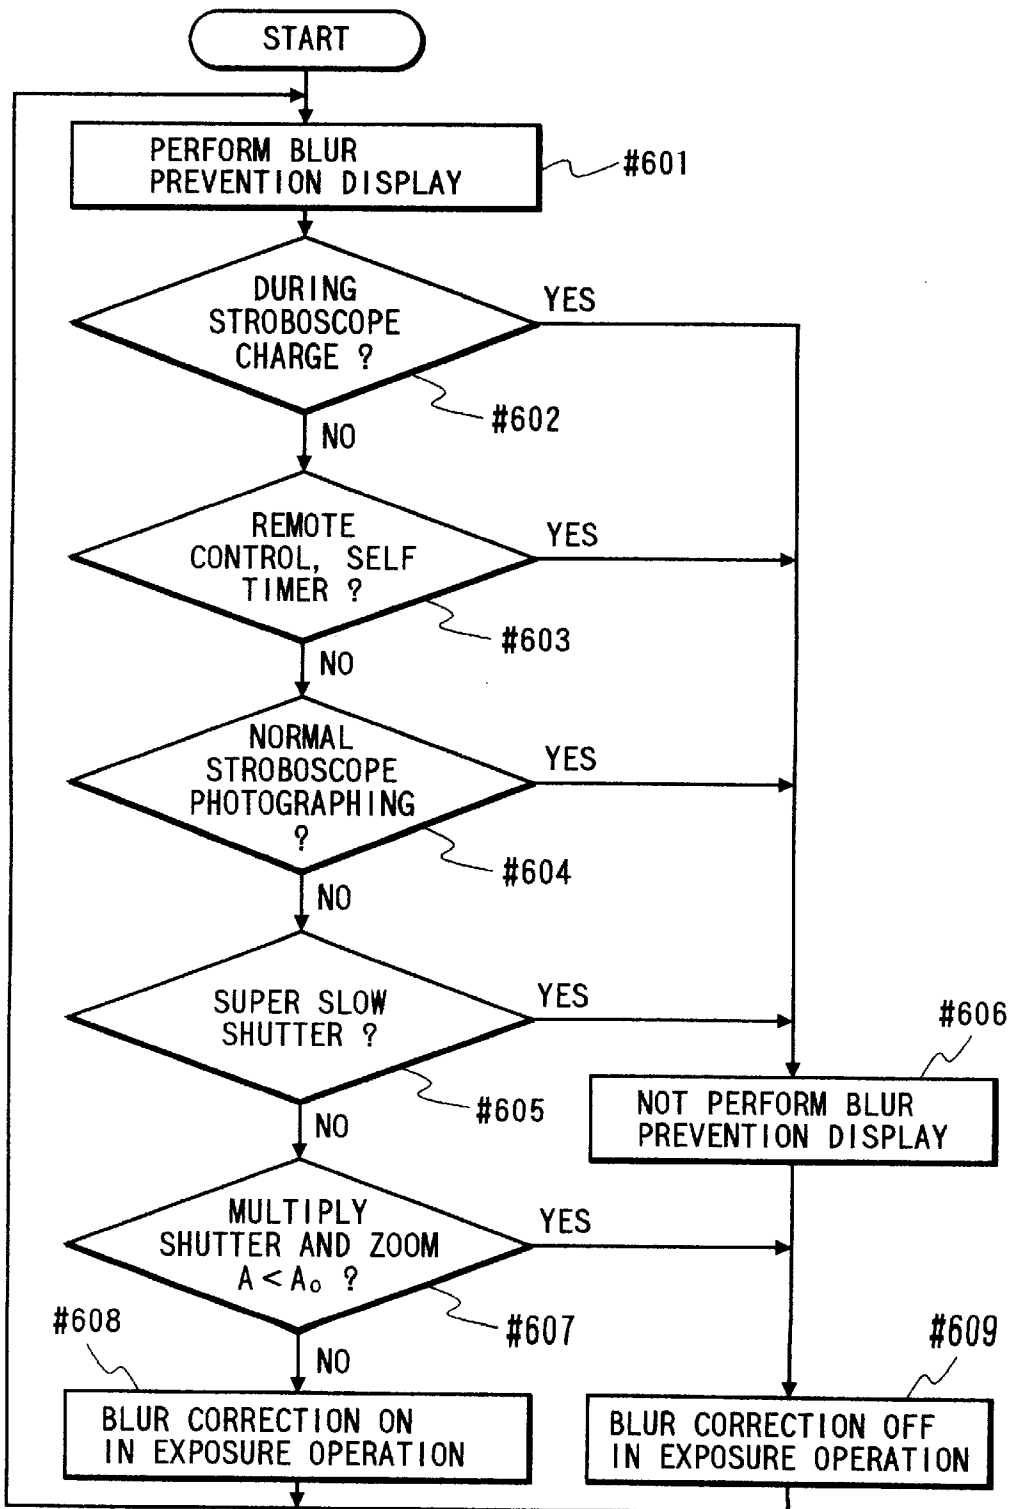 START
PERFORM BLUR
PREVENTION DISPLAY
#601
DURING
STROBOSCOPE
CHARGE ?
YES
#602
NO
REMOTE
CONTROL, SELF
TIMER ?
YES
#603
NO
NORMAL
STROBOSCOPE
PHOTOGRAPHING
?
YES
#604
NO
SUPER SLOW
SHUTTER ?
YES
#605
NO
#606
NOT PERFORM BLUR
PREVENTION DISPLAY
MULTIPLY
SHUTTER AND ZOOM
A < A₀ ?
YES
#607
NO
#608
BLUR CORRECTION ON
IN EXPOSURE OPERATION
#609
BLUR CORRECTION OFF
IN EXPOSURE OPERATION